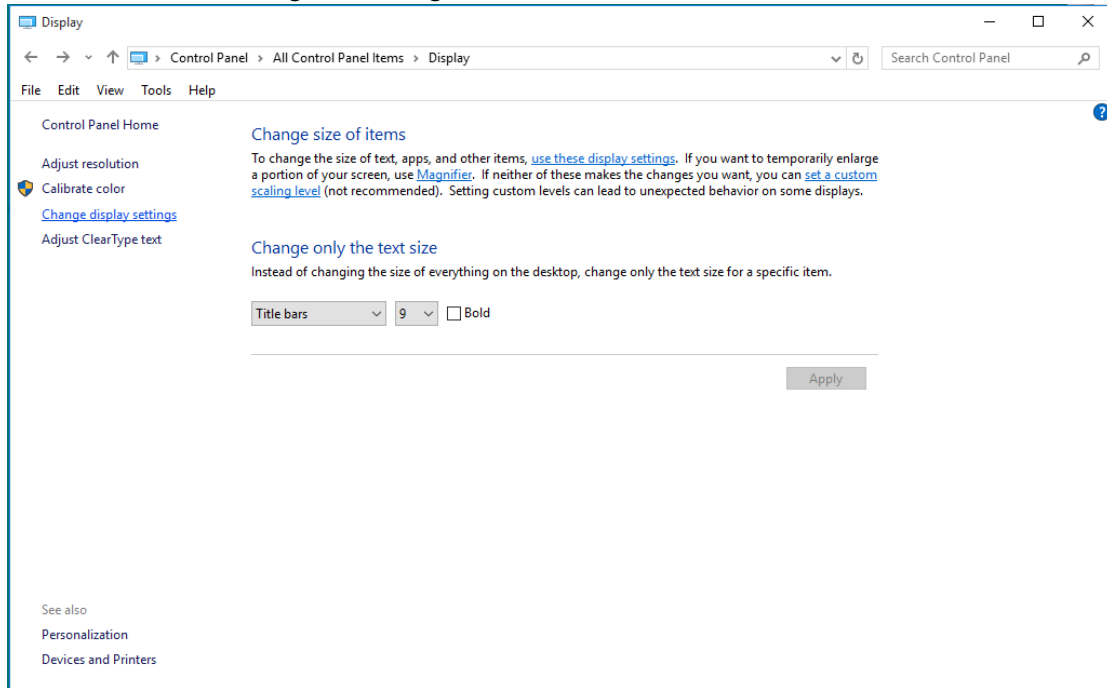 Display
Control Panel > All Control Panel Items > Display
Search Control Panel
File Edit View Tools Help
Control Panel Home
Adjust resolution
Calibrate color
Change display settings
Adjust ClearType text
Change size of items
To change the size of text, apps, and other items, use these display settings. If you want to temporarily enlarge
a portion of your screen, use Magnifier. If neither of these makes the changes you want, you can set a custom
scaling level (not recommended). Setting custom levels can lead to unexpected behavior on some displays.
Change only the text size
Instead of changing the size of everything on the desktop, change only the text size for a specific item.
Title bars 9 Bold
Apply
See also
Personalization
Devices and Printers